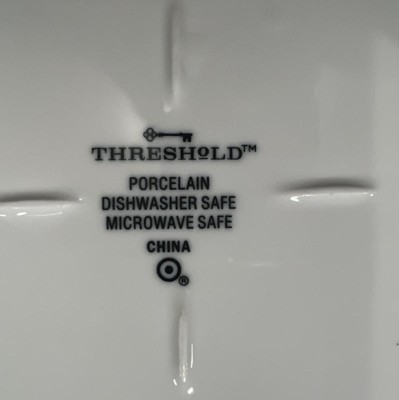 THRESHOLD™
PORCELAIN
DISHWASHER SAFE
MICROWAVE SAFE
CHINA
®